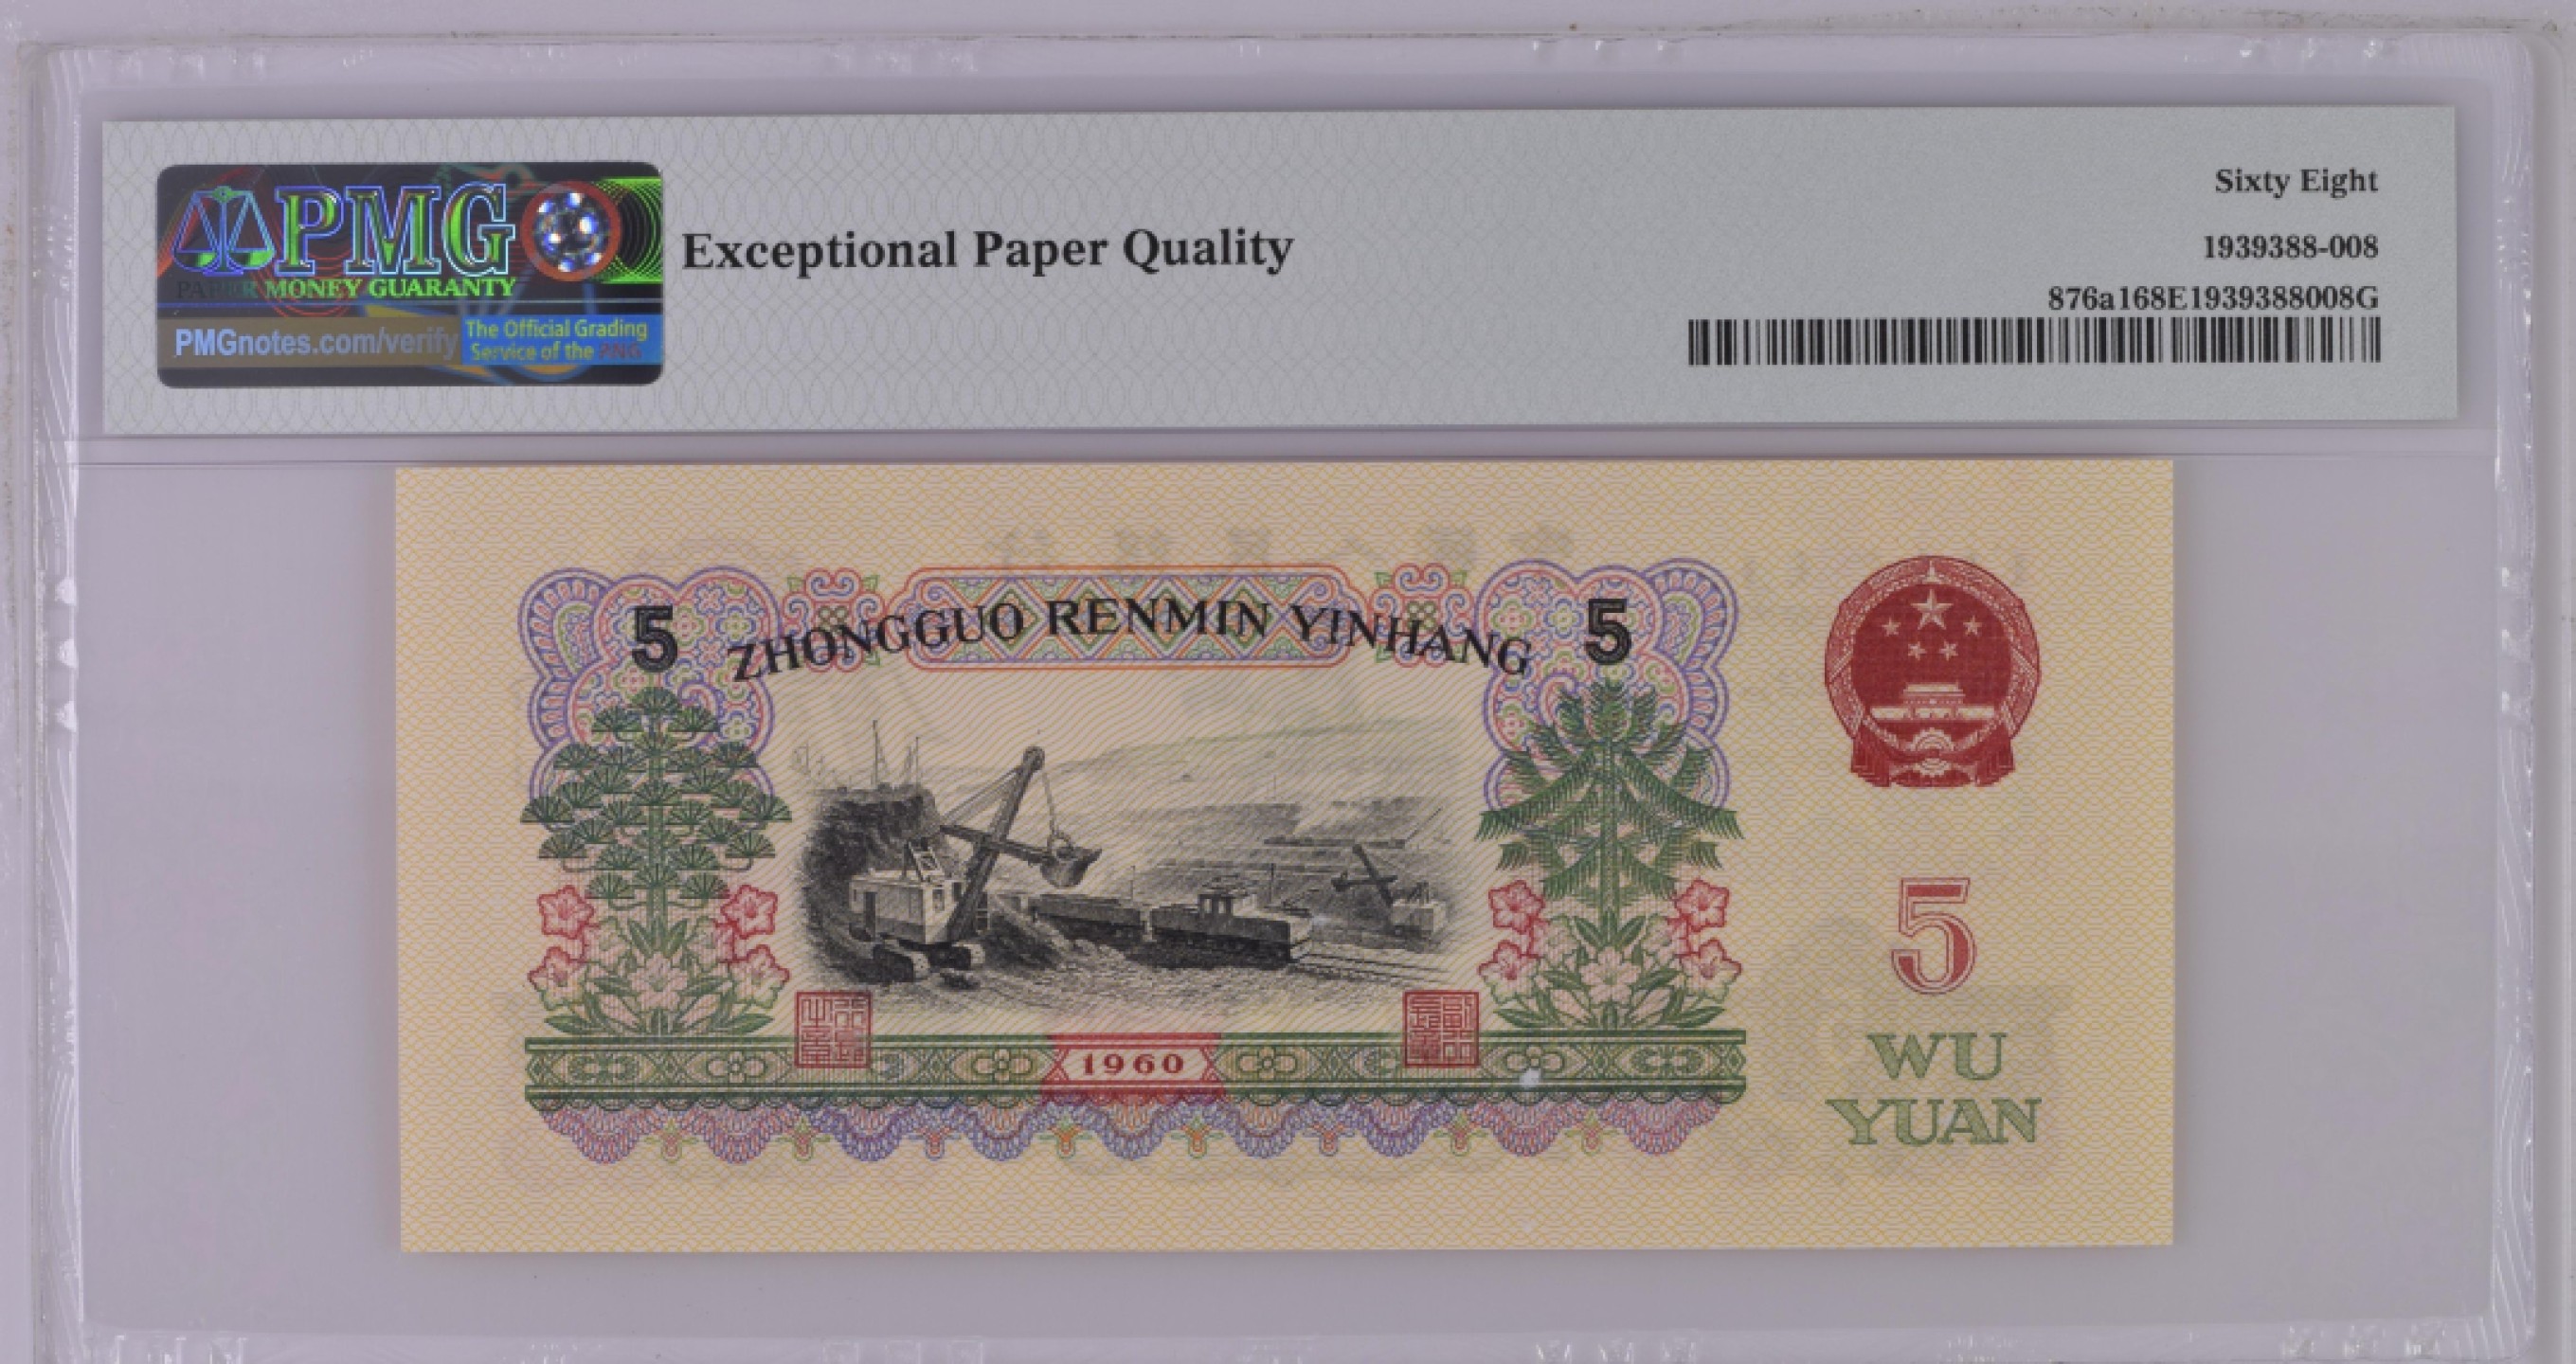 PMG
PAPER MONEY GUARANTY
PMGnotes.com/verify
The Official Grading
Service of the PNG
Exceptional Paper Quality
Sixty Eight
1939388-008
876a168E1939388008G
5 ZHONGGUO RENMIN YINHANG 5
1960
5
WU
YUAN